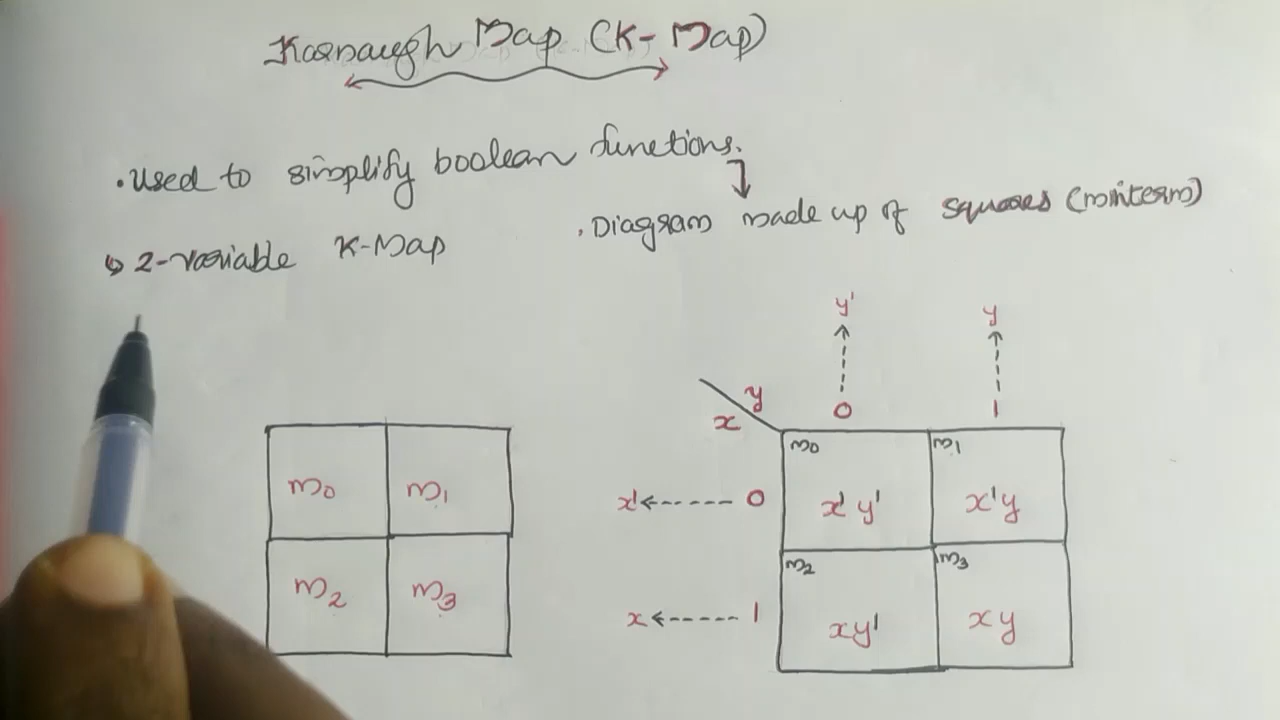 Karnaugh Map (K-Map)
. Used to simplify boolean functions.
. Diagram made up of squares (minterm)
↳ 2-variable K-Map
y' y
y 0 1
x
m0 m1
m0 m1
x' ←----- 0 x'y' x'y
m2 m3
m2 m3
x ←----- 1 xy' xy